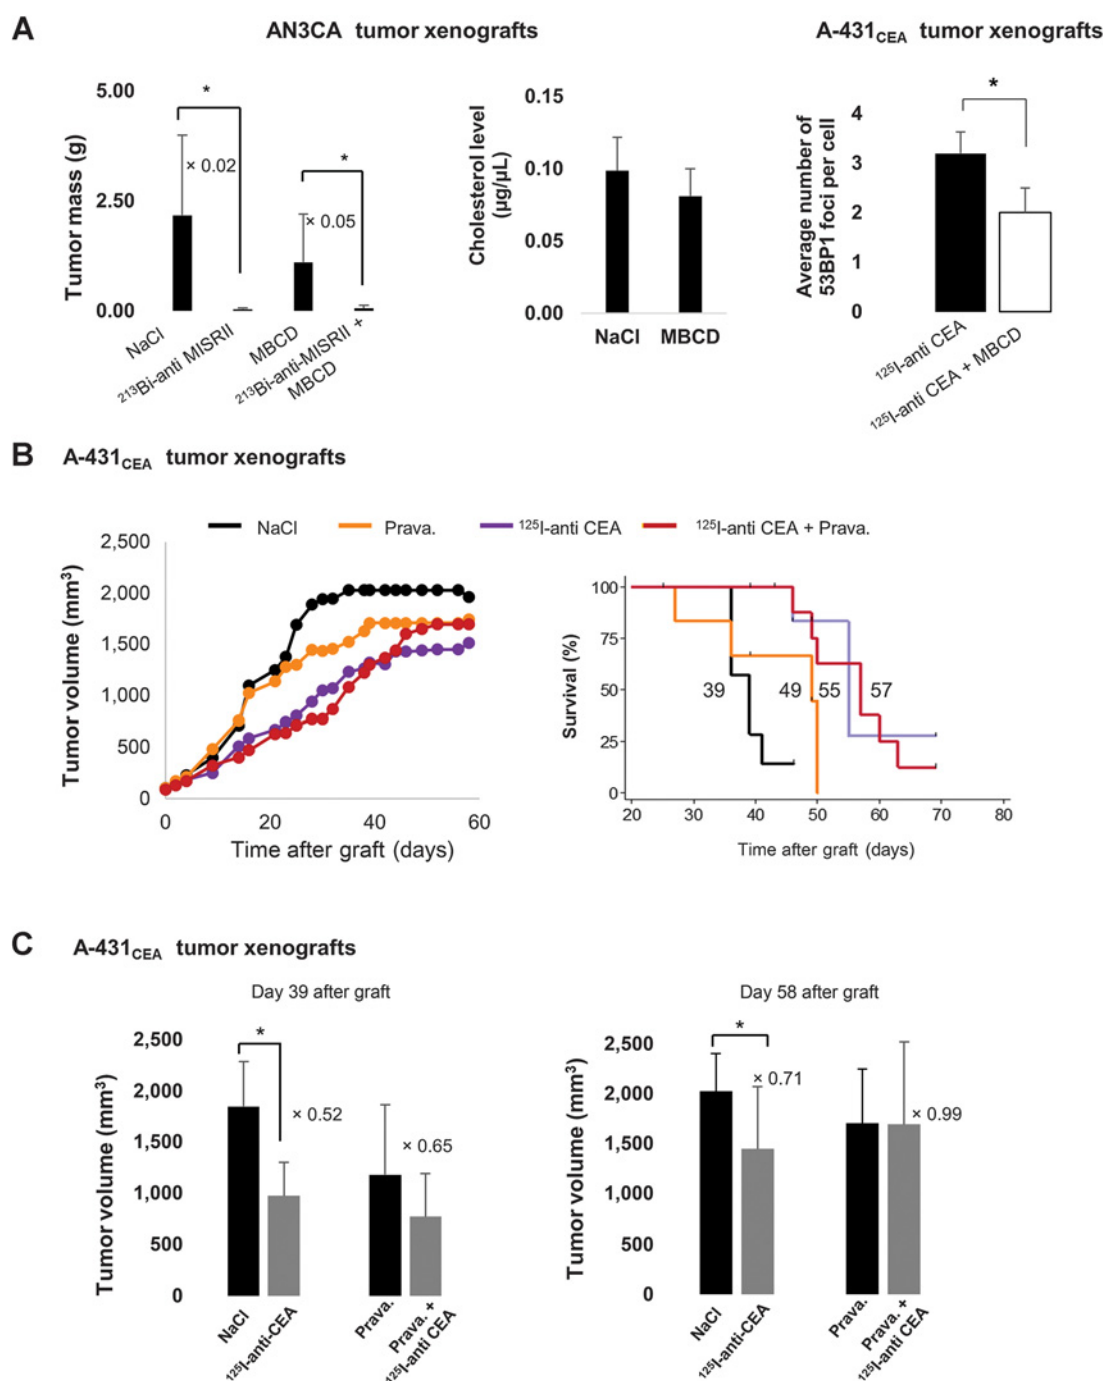 A
AN3CA tumor xenografts
A-431CEA tumor xenografts
Tumor mass (g)
5.00
2.50
0.00
*
× 0.02
*
× 0.05
NaCl
²¹³Bi-anti MISRII
MBCD
²¹³Bi-anti-MISRII +
MBCD
Cholesterol level
(µg/µL)
0.15
0.10
0.05
0.00
NaCl
MBCD
Average number of
53BP1 foci per cell
4
3
2
1
0
*
¹²⁵I-anti CEA
¹²⁵I-anti CEA + MBCD
B
A-431CEA tumor xenografts
NaCl
Prava.
¹²⁵I-anti CEA
¹²⁵I-anti CEA + Prava.
Tumor volume (mm³)
2,500
2,000
1,500
1,000
500
0
0 20 40 60
Time after graft (days)
Survival (%)
100
75
50
25
0
39 49 55 57
20 30 40 50 60 70 80
Time after graft (days)
C
A-431CEA tumor xenografts
Day 39 after graft
Tumor volume (mm³)
2,500
2,000
1,500
1,000
500
0
*
× 0.52
× 0.65
NaCl
¹²⁵I-anti-CEA
Prava.
Prava. +
¹²⁵I-anti CEA
Day 58 after graft
Tumor volume (mm³)
2,500
2,000
1,500
1,000
500
0
*
× 0.71
× 0.99
NaCl
¹²⁵I-anti-CEA
Prava.
Prava. +
¹²⁵I-anti CEA